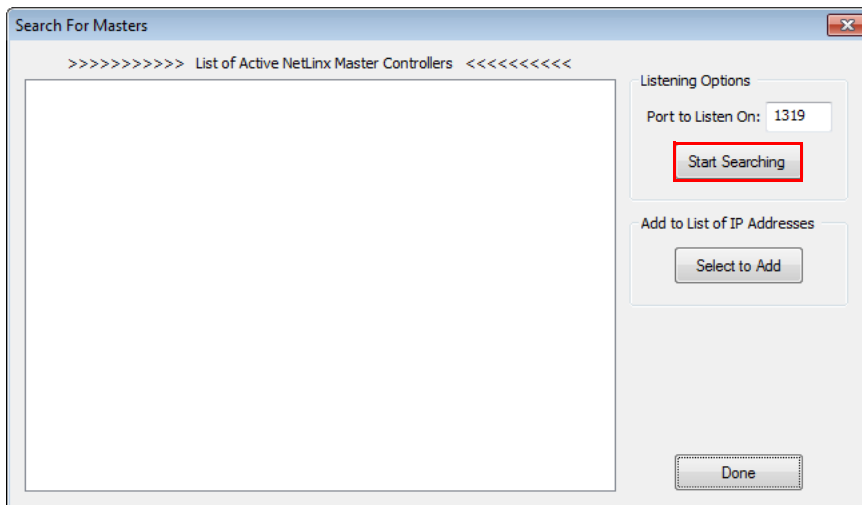 Search For Masters
>>>>>>>>>>> List of Active NetLinx Master Controllers <<<<<<<<<<
Listening Options
Port to Listen On: 1319
Start Searching
Add to List of IP Addresses
Select to Add
Done